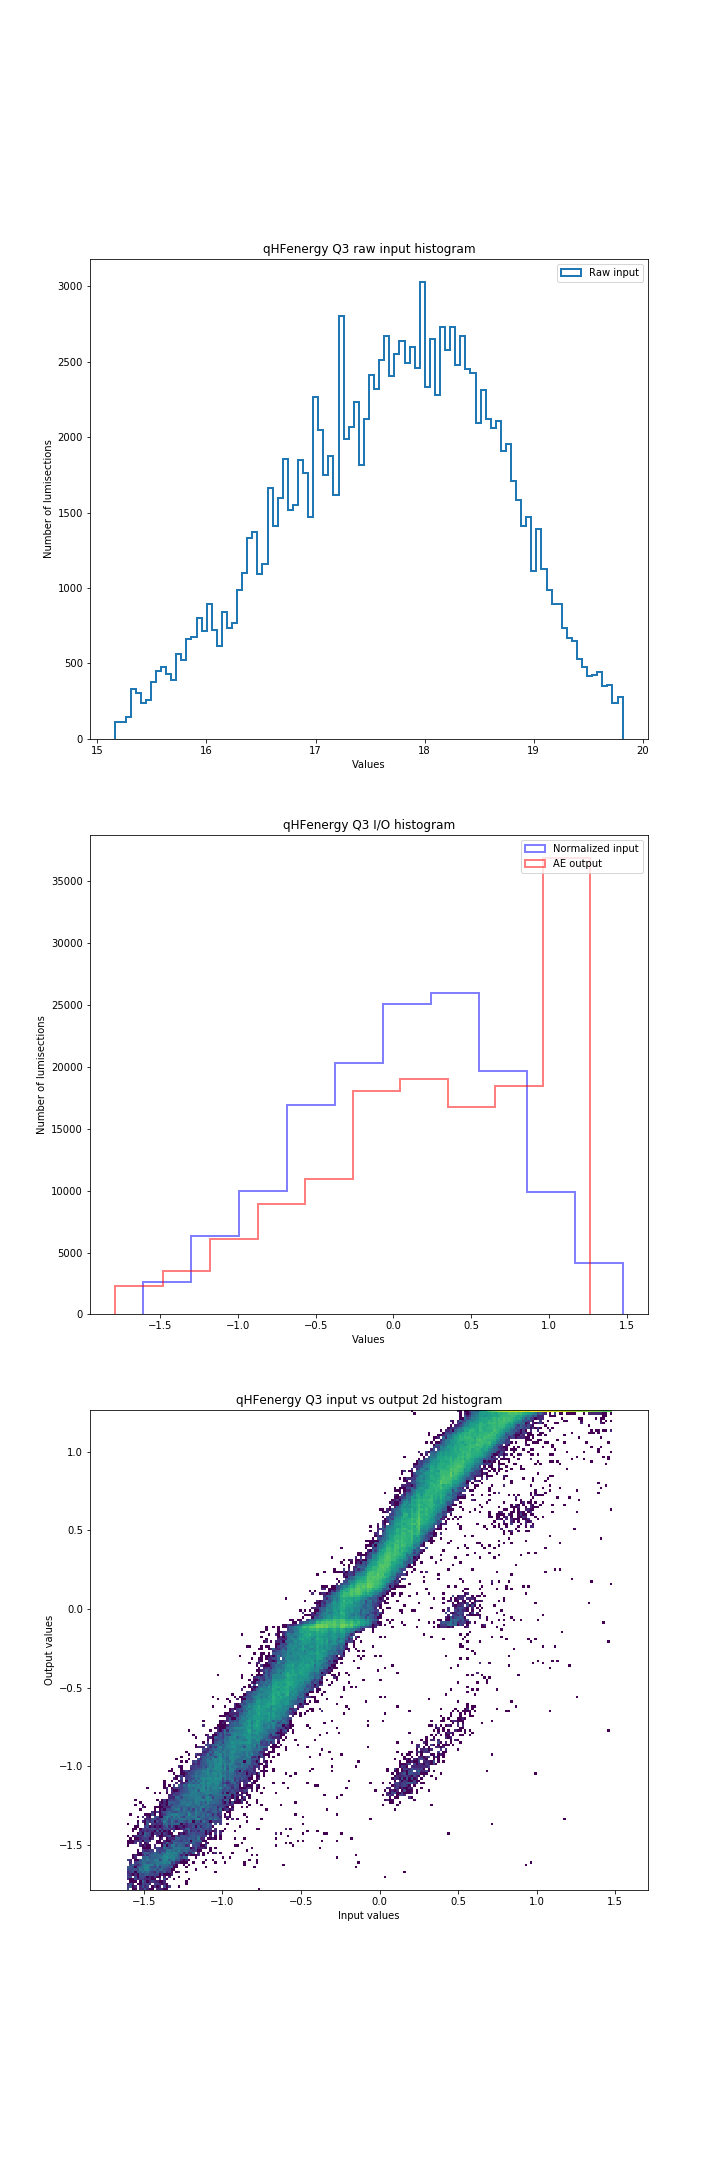 qHFenergy Q3 raw input histogram
Raw input
3000
2500
2000
1500
1000
500
0
Number of lumisections
15 16 17 18 19 20
Values
qHFenergy Q3 I/O histogram
Normalized input
AE output
35000
30000
25000
20000
15000
10000
5000
0
Number of lumisections
−1.5 −1.0 −0.5 0.0 0.5 1.0 1.5
Values
qHFenergy Q3 input vs output 2d histogram
1.0
0.5
0.0
−0.5
−1.0
−1.5
Output values
−1.5 −1.0 −0.5 0.0 0.5 1.0 1.5
Input values